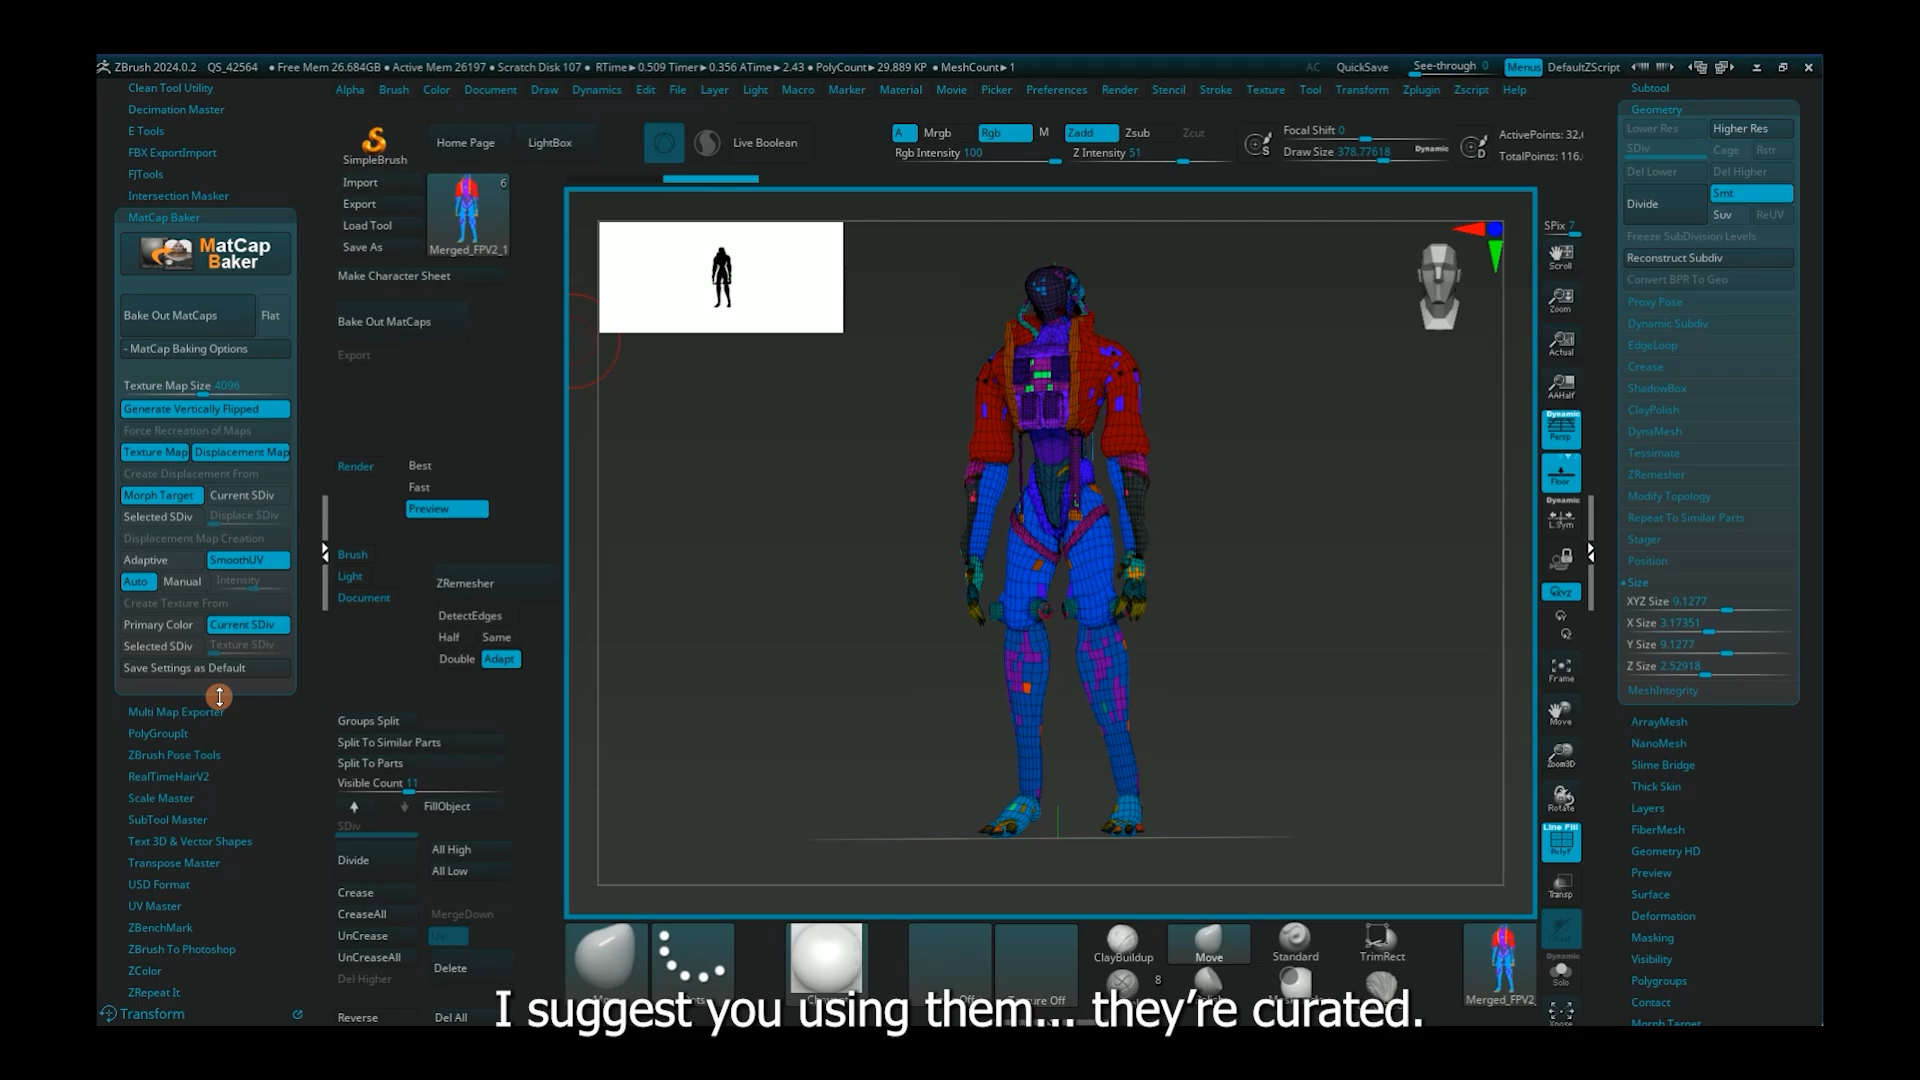 ZBrush 2024.0.2 QS_42564 ● Free Mem 26.684GB ● Active Mem 26197 ● Scratch Disk 107 ● RTime►0.509 Timer►0.356 ATime►2.43 ● PolyCount►29.889 KP ● MeshCount►1
AC QuickSave See-through 0 Menus DefaultZScript
Alpha Brush Color Document Draw Dynamics Edit File Layer Light Macro Marker Material Movie Picker Preferences Render Stencil Stroke Texture Tool Transform Zplugin Zscript Help
Clean Tool Utility
Decimation Master
E Tools
FBX ExportImport
FJTools
Intersection Masker
MatCap Baker
MatCap
Baker
Bake Out MatCaps Flat
- MatCap Baking Options
Texture Map Size 4096
Generate Vertically Flipped
Force Recreation of Maps
Texture Map Displacement Map
Create Displacement From
Morph Target Current SDiv
Selected SDiv Displace SDiv
Displacement Map Creation
Adaptive SmoothUV
Auto Manual Intensity
Create Texture From
Primary Color Current SDiv
Selected SDiv Texture SDiv
Save Settings as Default
Multi Map Exporter
PolyGroupIt
ZBrush Pose Tools
RealTimeHairV2
Scale Master
SubTool Master
Text 3D & Vector Shapes
Transpose Master
USD Format
UV Master
ZBenchMark
ZBrush To Photoshop
ZColor
ZRepeat It
Transform
SimpleBrush
Home Page LightBox
Live Boolean
A Mrgb Rgb M Zadd Zsub Zcut
Rgb Intensity 100 Z Intensity 51
Focal Shift 0
Draw Size 378.77618 Dynamic
S
D
ActivePoints: 32,
TotalPoints: 116.
Import
Export
Load Tool
Save As
6
Merged_FPV2_1
Make Character Sheet
Bake Out MatCaps
Export
Render Best
Fast
Preview
Brush
Light
Document
ZRemesher
DetectEdges
Half Same
Double Adapt
Groups Split
Split To Similar Parts
Split To Parts
Visible Count 11
FillObject
SDiv
Divide
All High
All Low
Crease
CreaseAll MergeDown
UnCrease Uv
UnCreaseAll
Del Higher
Delete
Reverse Del All
SPix 7
Scroll
Zoom
Actual
AAHalf
Dynamic
Persp
Floor
Dynamic
L.Sym
XYZ
Frame
Move
Zoom3D
Rotate
Line Fill
PolyF
Transp
Dynamic
Solo
Xpose
ClayBuildup
8
Move
Standard
TrimRect
Merged_FPV2_
Subtool
Geometry
Lower Res Higher Res
SDiv Cage Rstr
Del Lower Del Higher
Divide Smt
Suv ReUV
Freeze SubDivision Levels
Reconstruct Subdiv
Convert BPR To Geo
Proxy Pose
Dynamic Subdiv
EdgeLoop
Crease
ShadowBox
ClayPolish
DynaMesh
Tessimate
ZRemesher
Modify Topology
Repeat To Similar Parts
Stager
Position
Size
XYZ Size 9.1277
X Size 3.17351
Y Size 9.1277
Z Size 2.52918
MeshIntegrity
ArrayMesh
NanoMesh
Slime Bridge
Thick Skin
Layers
FiberMesh
Geometry HD
Preview
Surface
Deformation
Masking
Visibility
Polygroups
Contact
Morph Target
I suggest you using them... they're curated.